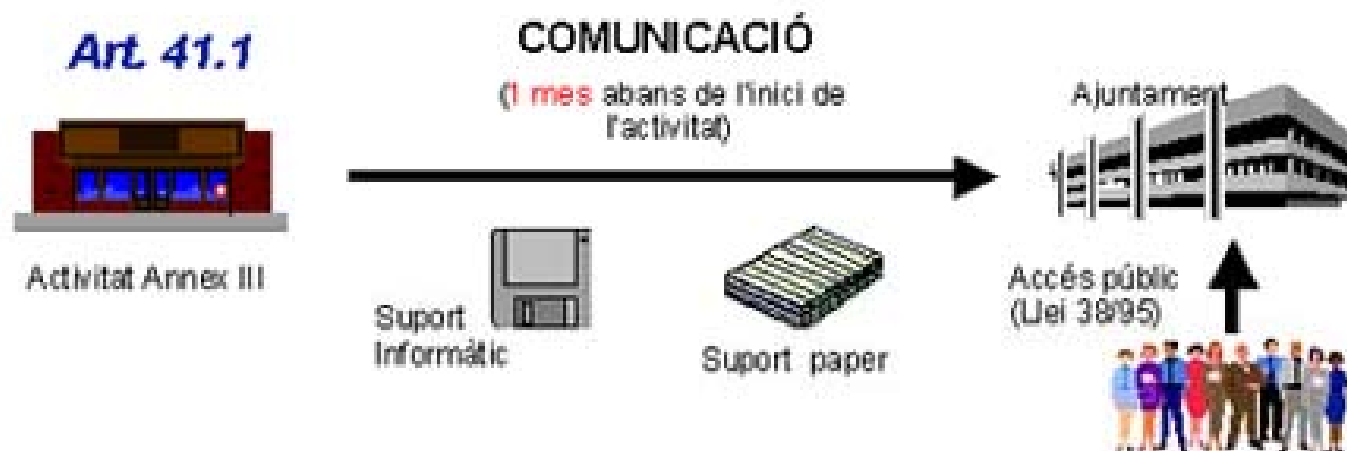 Art. 41.1
COMUNICACIÓ
(1 mes abans de l'inici de
l'activitat)
Ajuntament
Activitat Annex III
Suport
Informàtic
Suport paper
Accés públic
(Llei 38/95)